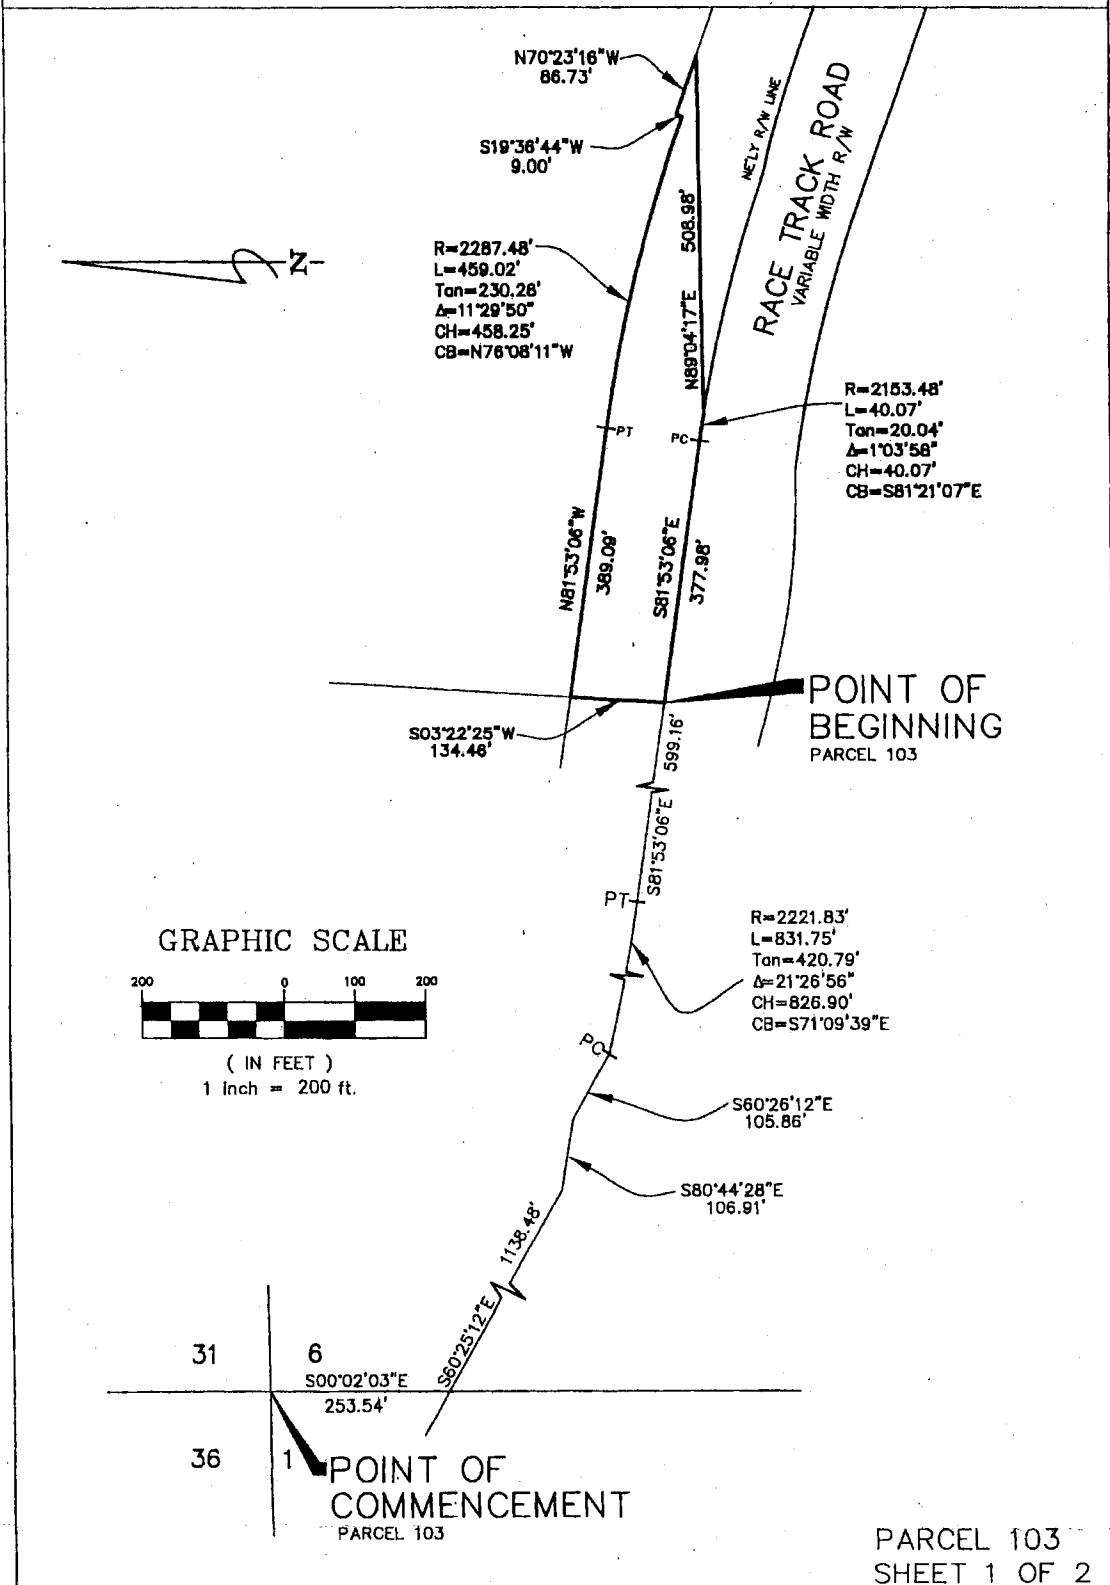 N70°23'16"W
86.73'
S19°36'44"W
9.00'
NE'LY R/W LINE
RACE TRACK ROAD
VARIABLE WIDTH R/W
N
R=2287.48'
L=459.02'
Tan=230.28'
Δ=11°29'50"
CH=458.25'
CB=N76°08'11"W
N89°04'17"E
508.98'
R=2153.48'
L=40.07'
Tan=20.04'
Δ=1°03'58"
CH=40.07'
CB=S81°21'07"E
PT
PC
N81°53'06"W
389.09'
S81°53'06"E
377.98'
POINT OF
BEGINNING
PARCEL 103
S03°22'25"W
134.46'
599.16'
S81°53'06"E
PT
R=2221.83'
L=831.75'
Tan=420.79'
Δ=21°26'56"
CH=826.90'
CB=S71°09'39"E
GRAPHIC SCALE
200 0 100 200
( IN FEET )
1 inch = 200 ft.
PC
S60°26'12"E
105.86'
S80°44'28"E
106.91'
1138.48'
S60°25'12"E
31 6
S00°02'03"E
253.54'
36 1
POINT OF
COMMENCEMENT
PARCEL 103
PARCEL 103
SHEET 1 OF 2